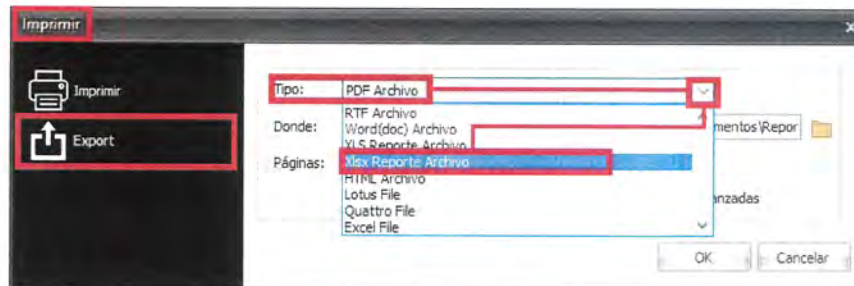 Imprimir
x
Imprimir
Export
Tipo: PDF Archivo
RTF Archivo
Donde: Word(doc) Archivo mentos\Repor
XLS Reporte Archivo
Páginas: Xlsx Reporte Archivo
HTML Archivo
Lotus File anzadas
Quattro File
Excel File
OK Cancelar